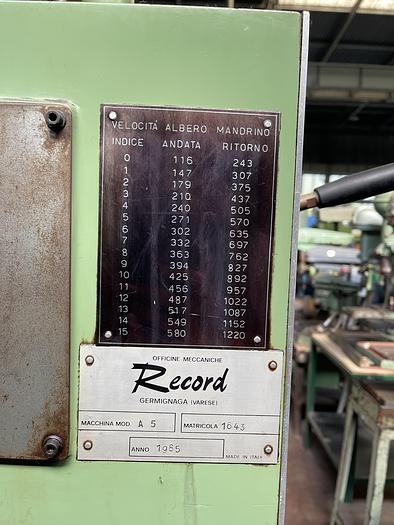 VELOCITÀ ALBERO MANDRINO
INDICE ANDATA RITORNO
0 116 243
1 147 307
2 179 375
3 210 437
4 240 505
5 271 570
6 302 635
7 332 697
8 363 762
9 394 827
10 425 892
11 456 957
12 487 1022
13 517 1087
14 549 1152
15 580 1220
OFFICINE MECCANICHE
Record
GERMIGNAGA (VARESE)
MACCHINA MOD. A 5 MATRICOLA 1643
ANNO 1985
MADE IN ITALY